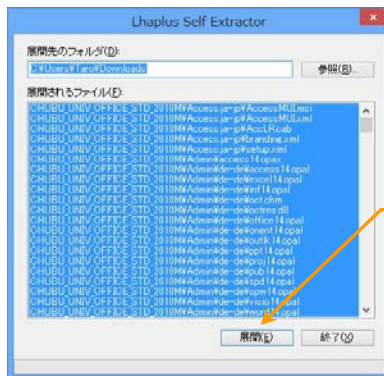 Lhaplus Self Extractor
展開先のフォルダ(D):
C:¥Users¥Taro¥Downloads
参照(B)...
展開されるファイル(E):
CHUBU_UNIV_OFFICE_STD_2010M¥Access.ja-jp¥AccessMUI.msi
CHUBU_UNIV_OFFICE_STD_2010M¥Access.ja-jp¥AccessMUI.xml
CHUBU_UNIV_OFFICE_STD_2010M¥Access.ja-jp¥AccLR.cab
CHUBU_UNIV_OFFICE_STD_2010M¥Access.ja-jp¥branding.xml
CHUBU_UNIV_OFFICE_STD_2010M¥Access.ja-jp¥setup.xml
CHUBU_UNIV_OFFICE_STD_2010M¥Admin¥access14.opax
CHUBU_UNIV_OFFICE_STD_2010M¥Admin¥de-de¥access14.opal
CHUBU_UNIV_OFFICE_STD_2010M¥Admin¥de-de¥excel14.opal
CHUBU_UNIV_OFFICE_STD_2010M¥Admin¥de-de¥inf14.opal
CHUBU_UNIV_OFFICE_STD_2010M¥Admin¥de-de¥oct.chm
CHUBU_UNIV_OFFICE_STD_2010M¥Admin¥de-de¥octres.dll
CHUBU_UNIV_OFFICE_STD_2010M¥Admin¥de-de¥office14.opal
CHUBU_UNIV_OFFICE_STD_2010M¥Admin¥de-de¥onent14.opal
CHUBU_UNIV_OFFICE_STD_2010M¥Admin¥de-de¥outlk14.opal
CHUBU_UNIV_OFFICE_STD_2010M¥Admin¥de-de¥ppt14.opal
CHUBU_UNIV_OFFICE_STD_2010M¥Admin¥de-de¥proj14.opal
CHUBU_UNIV_OFFICE_STD_2010M¥Admin¥de-de¥pub14.opal
CHUBU_UNIV_OFFICE_STD_2010M¥Admin¥de-de¥spd14.opal
CHUBU_UNIV_OFFICE_STD_2010M¥Admin¥de-de¥spw14.opal
CHUBU_UNIV_OFFICE_STD_2010M¥Admin¥de-de¥visio14.opal
CHUBU_UNIV_OFFICE_STD_2010M¥Admin¥de-de¥word14.opal
展開(E)
終了(X)